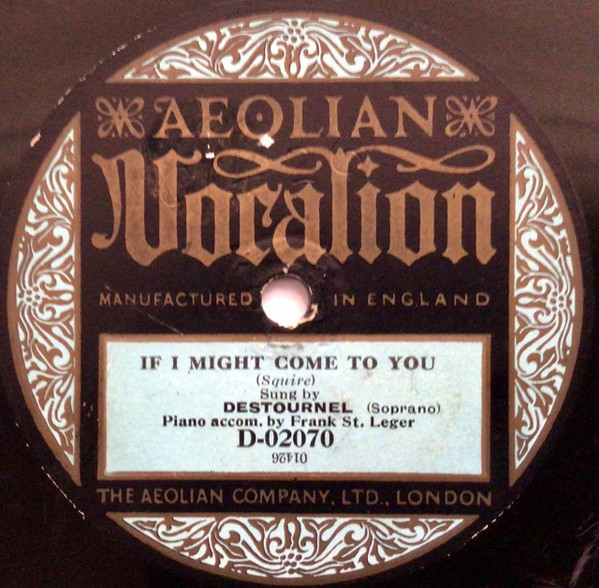 AEOLIAN
Vocalion
MANUFACTURED IN ENGLAND
IF I MIGHT COME TO YOU
(Squire)
Sung by
DESTOURNEL (Soprano)
Piano accom. by Frank St. Leger
D-02070
01426
THE AEOLIAN COMPANY, LTD., LONDON